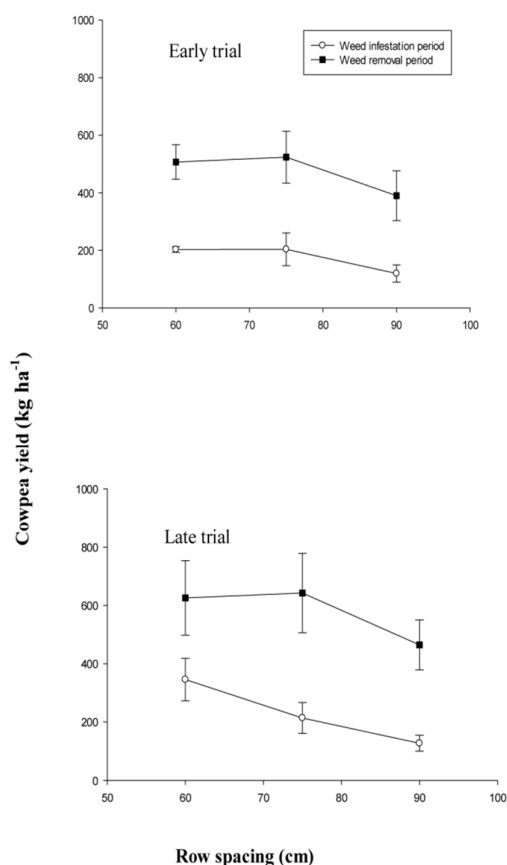 Early trial
Weed infestation period
Weed removal period
1000
800
600
400
200
0
50 60 70 80 90 100
Cowpea yield (kg ha-1)
Late trial
1000
800
600
400
200
0
50 60 70 80 90 100
Row spacing (cm)